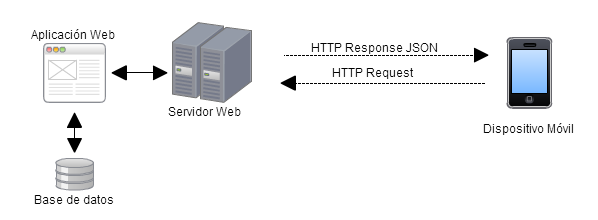 Aplicación Web
HTTP Response JSON
HTTP Request
Servidor Web
Dispositivo Móvil
Base de datos